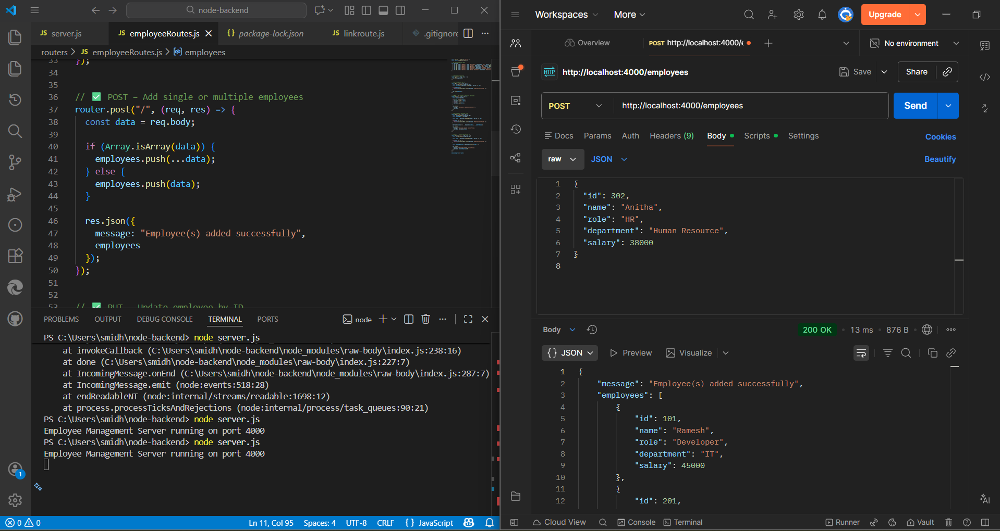 node-backend
JS server.js
JS employeeRoutes.js
{} package-lock.json
JS linkroute.js
.gitignore
routers > JS employeeRoutes.js > employees
33 });
34
35
36 // ✅ POST – Add single or multiple employees
37 router.post("/", (req, res) => {
38 const data = req.body;
39
40 if (Array.isArray(data)) {
41 employees.push(...data);
42 } else {
43 employees.push(data);
44 }
45
46 res.json({
47 message: "Employee(s) added successfully",
48 employees
49 });
50 });
51
52
53 // ✅ PUT – Update employee by ID
PROBLEMS OUTPUT DEBUG CONSOLE TERMINAL PORTS
node
PS C:\Users\smidh\node-backend> node server.js
at invokeCallback (C:\Users\smidh\node-backend\node_modules\raw-body\index.js:238:16)
at done (C:\Users\smidh\node-backend\node_modules\raw-body\index.js:227:7)
at IncomingMessage.onEnd (C:\Users\smidh\node-backend\node_modules\raw-body\index.js:287:7)
at IncomingMessage.emit (node:events:518:28)
at endReadableNT (node:internal/streams/readable:1698:12)
at process.processTicksAndRejections (node:internal/process/task_queues:90:21)
PS C:\Users\smidh\node-backend> node server.js
Employee Management Server running on port 4000
PS C:\Users\smidh\node-backend> node server.js
Employee Management Server running on port 4000
1
0 0
Ln 11, Col 95 Spaces: 4 UTF-8 CRLF {} JavaScript
Workspaces More
Upgrade
Overview
POST http://localhost:4000/e
No environment
HTTP http://localhost:4000/employees
Save
Share
POST http://localhost:4000/employees
Send
Docs Params Auth Headers (9) Body Scripts Settings
Cookies
raw JSON
Beautify
1 {
2 "id": 302,
3 "name": "Anitha",
4 "role": "HR",
5 "department": "Human Resource",
6 "salary": 38000
7 }
8
Body
200 OK • 13 ms • 876 B
{} JSON Preview Visualize
1 {
2 "message": "Employee(s) added successfully",
3 "employees": [
4 {
5 "id": 101,
6 "name": "Ramesh",
7 "role": "Developer",
8 "department": "IT",
9 "salary": 45000
10 },
11 {
12 "id": 201,
AI
Cloud View Console Terminal
Runner Vault